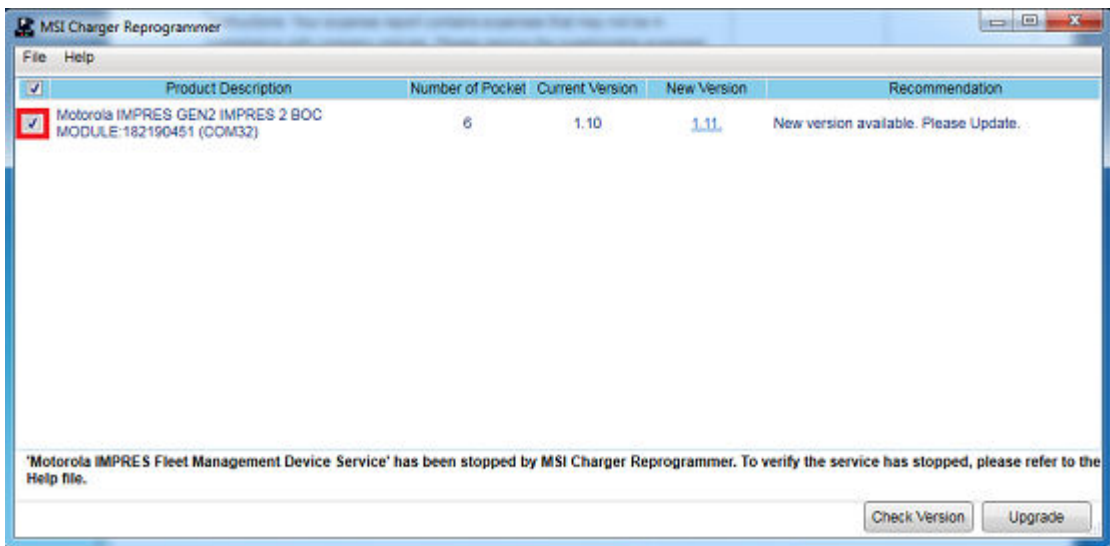 MSI Charger Reprogrammer
File Help
Product Description Number of Pocket Current Version New Version Recommendation
Motorola IMPRES GEN2 IMPRES 2 BOC
MODULE:182190451 (COM32) 6 1.10 1.11. New version available. Please Update.
'Motorola IMPRES Fleet Management Device Service' has been stopped by MSI Charger Reprogrammer. To verify the service has stopped, please refer to the
Help file.
Check Version Upgrade